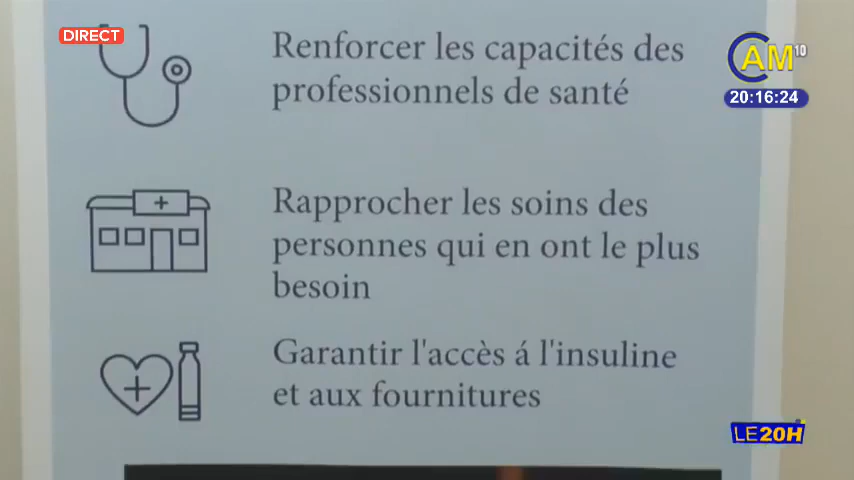 DIRECT
CAM10
20:16:24
Renforcer les capacités des
professionnels de santé
Rapprocher les soins des
personnes qui en ont le plus
besoin
Garantir l'accès á l'insuline
et aux fournitures
LE20H